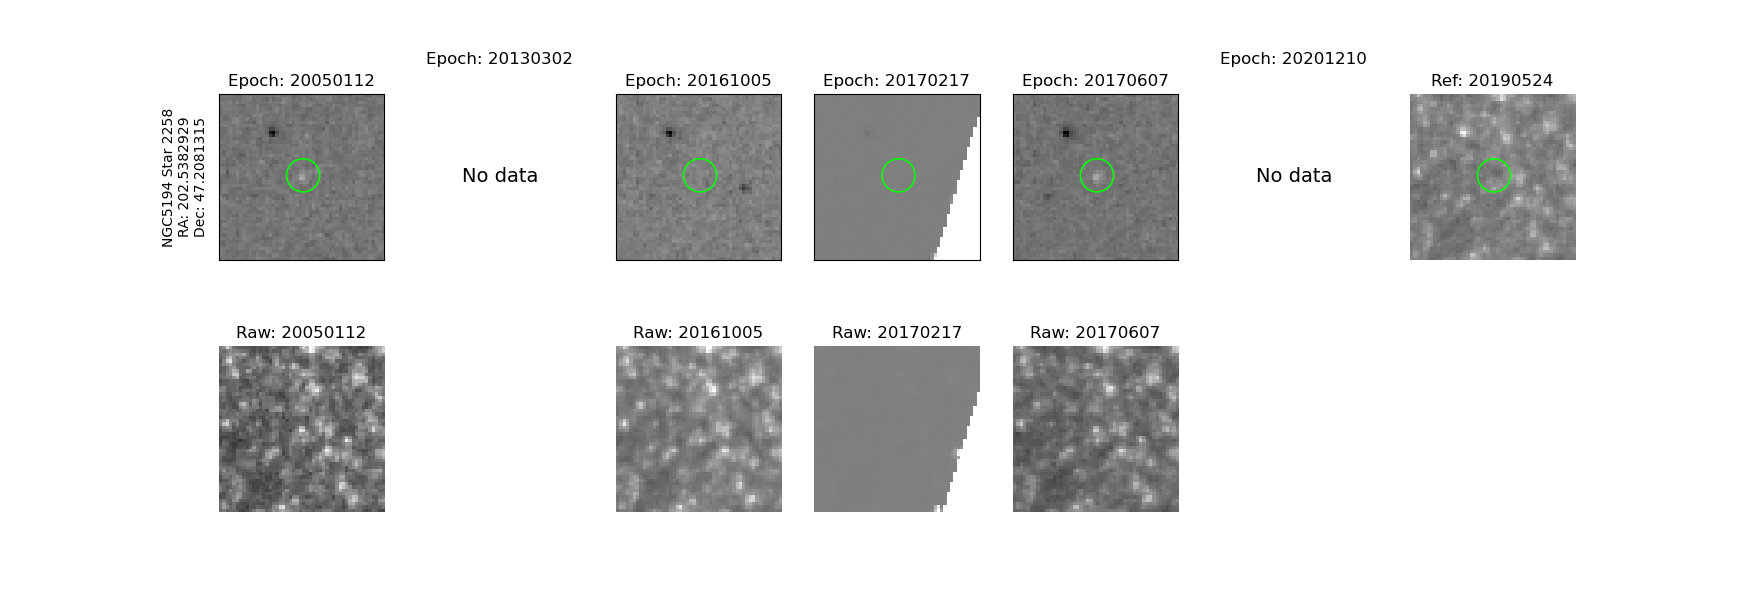 Epoch: 20130302
Epoch: 20201210
Epoch: 20050112
Epoch: 20161005
Epoch: 20170217
Epoch: 20170607
Ref: 20190524
NGC5194 Star 2258
RA: 202.5382929
Dec: 47.2081315
No data
No data
Raw: 20050112
Raw: 20161005
Raw: 20170217
Raw: 20170607